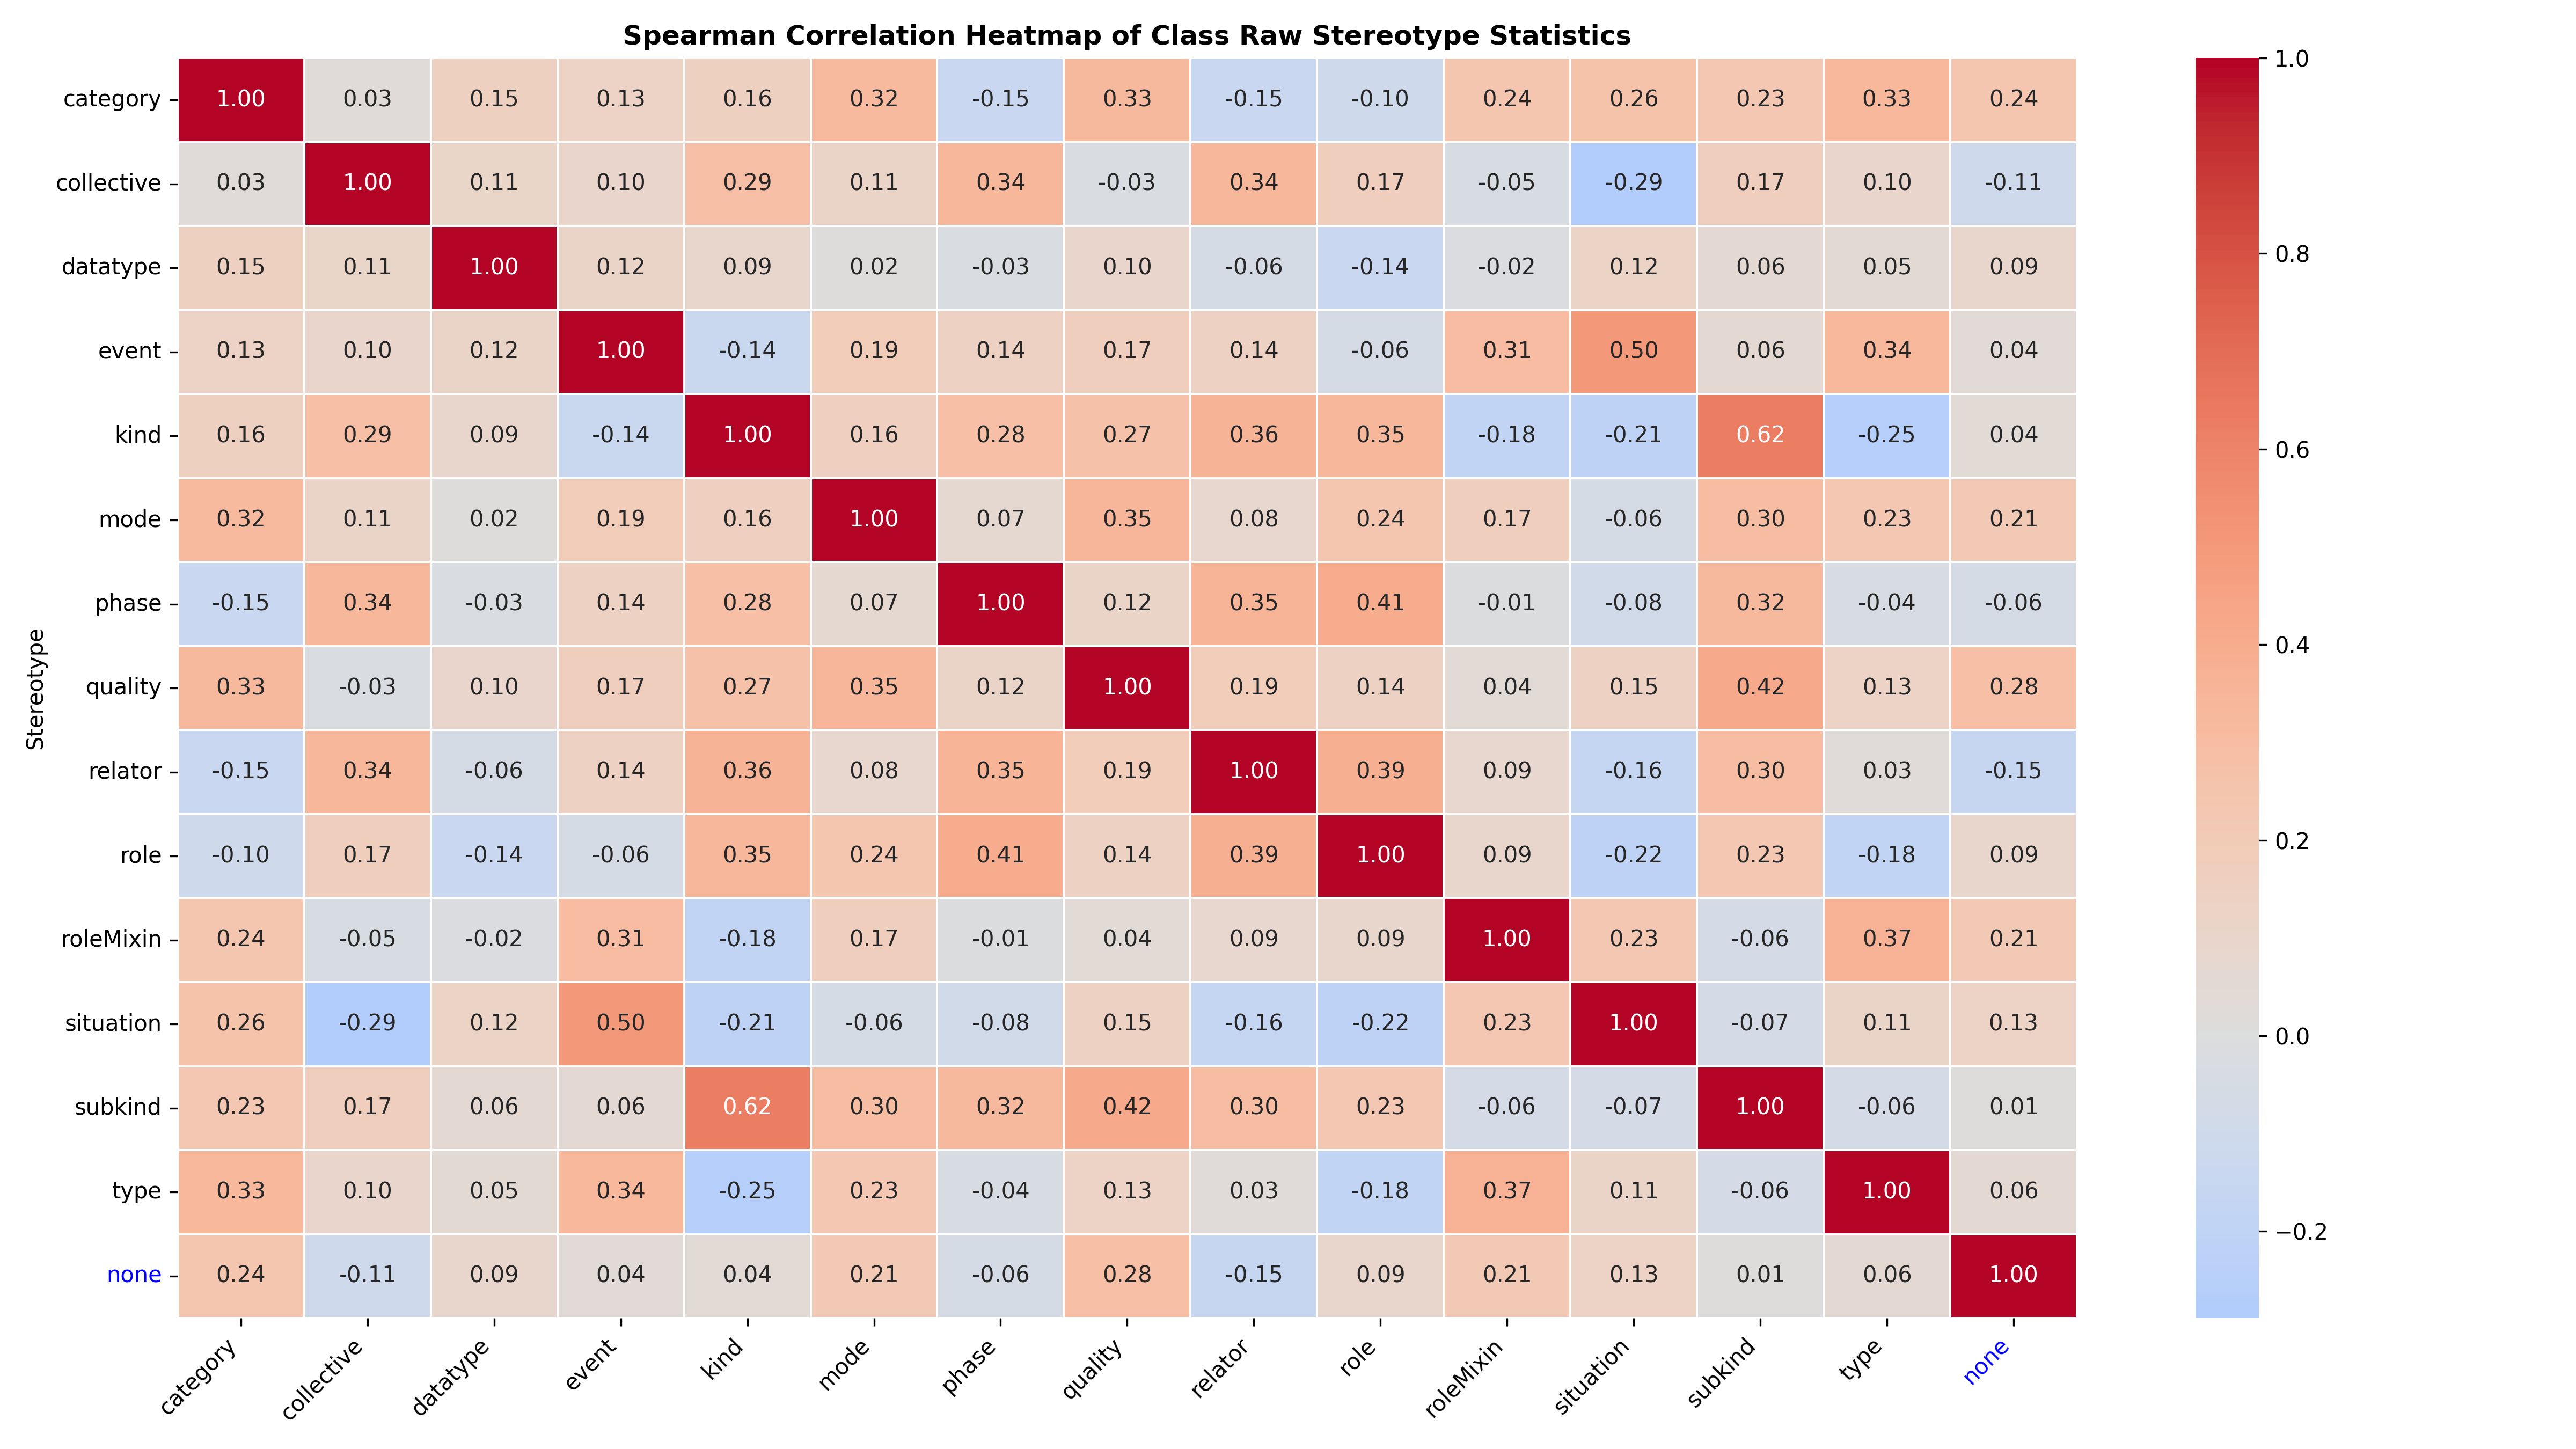 Spearman Correlation Heatmap of Class Raw Stereotype Statistics
Stereotype
category 1.00 0.03 0.15 0.13 0.16 0.32 -0.15 0.33 -0.15 -0.10 0.24 0.26 0.23 0.33 0.24
collective 0.03 1.00 0.11 0.10 0.29 0.11 0.34 -0.03 0.34 0.17 -0.05 -0.29 0.17 0.10 -0.11
datatype 0.15 0.11 1.00 0.12 0.09 0.02 -0.03 0.10 -0.06 -0.14 -0.02 0.12 0.06 0.05 0.09
event 0.13 0.10 0.12 1.00 -0.14 0.19 0.14 0.17 0.14 -0.06 0.31 0.50 0.06 0.34 0.04
kind 0.16 0.29 0.09 -0.14 1.00 0.16 0.28 0.27 0.36 0.35 -0.18 -0.21 0.62 -0.25 0.04
mode 0.32 0.11 0.02 0.19 0.16 1.00 0.07 0.35 0.08 0.24 0.17 -0.06 0.30 0.23 0.21
phase -0.15 0.34 -0.03 0.14 0.28 0.07 1.00 0.12 0.35 0.41 -0.01 -0.08 0.32 -0.04 -0.06
quality 0.33 -0.03 0.10 0.17 0.27 0.35 0.12 1.00 0.19 0.14 0.04 0.15 0.42 0.13 0.28
relator -0.15 0.34 -0.06 0.14 0.36 0.08 0.35 0.19 1.00 0.39 0.09 -0.16 0.30 0.03 -0.15
role -0.10 0.17 -0.14 -0.06 0.35 0.24 0.41 0.14 0.39 1.00 0.09 -0.22 0.23 -0.18 0.09
roleMixin 0.24 -0.05 -0.02 0.31 -0.18 0.17 -0.01 0.04 0.09 0.09 1.00 0.23 -0.06 0.37 0.21
situation 0.26 -0.29 0.12 0.50 -0.21 -0.06 -0.08 0.15 -0.16 -0.22 0.23 1.00 -0.07 0.11 0.13
subkind 0.23 0.17 0.06 0.06 0.62 0.30 0.32 0.42 0.30 0.23 -0.06 -0.07 1.00 -0.06 0.01
type 0.33 0.10 0.05 0.34 -0.25 0.23 -0.04 0.13 0.03 -0.18 0.37 0.11 -0.06 1.00 0.06
none 0.24 -0.11 0.09 0.04 0.04 0.21 -0.06 0.28 -0.15 0.09 0.21 0.13 0.01 0.06 1.00
category collective datatype event kind mode phase quality relator role roleMixin situation subkind type none
1.0
0.8
0.6
0.4
0.2
0.0
−0.2